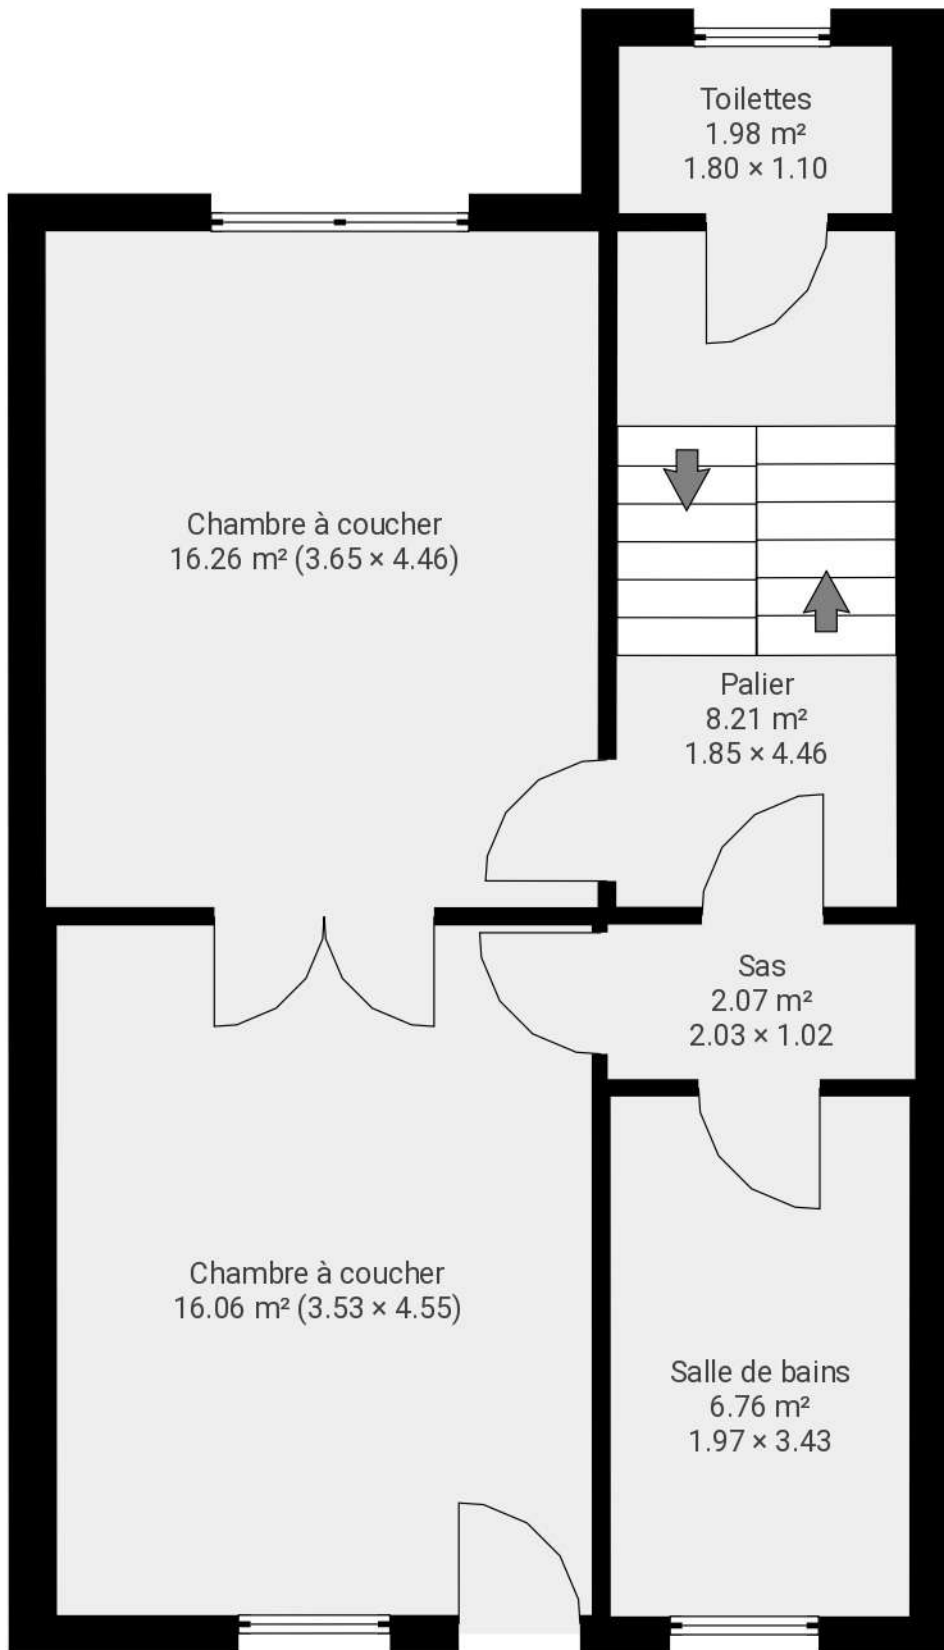 Toilettes
1.98 m²
1.80 × 1.10
Chambre à coucher
16.26 m² (3.65 × 4.46)
Palier
8.21 m²
1.85 × 4.46
Sas
2.07 m²
2.03 × 1.02
Chambre à coucher
16.06 m² (3.53 × 4.55)
Salle de bains
6.76 m²
1.97 × 3.43